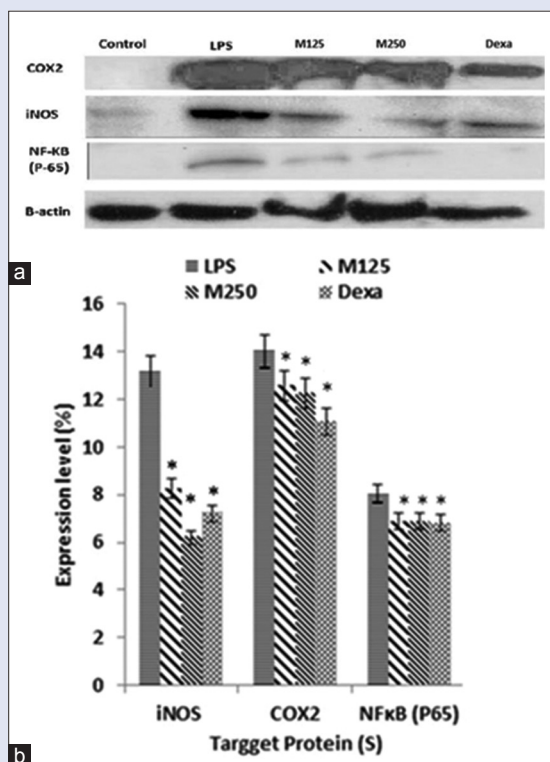 Control LPS M125 M250 Dexa
COX2
iNOS
NF-KB
(P-65)
B-actin
a
LPS M125
M250 Dexa
16
14
12
10
8
6
4
2
0
Expression level (%)
* * *
* * *
* * *
iNOS COX2 NFκB (P65)
Targget Protein (S)
b